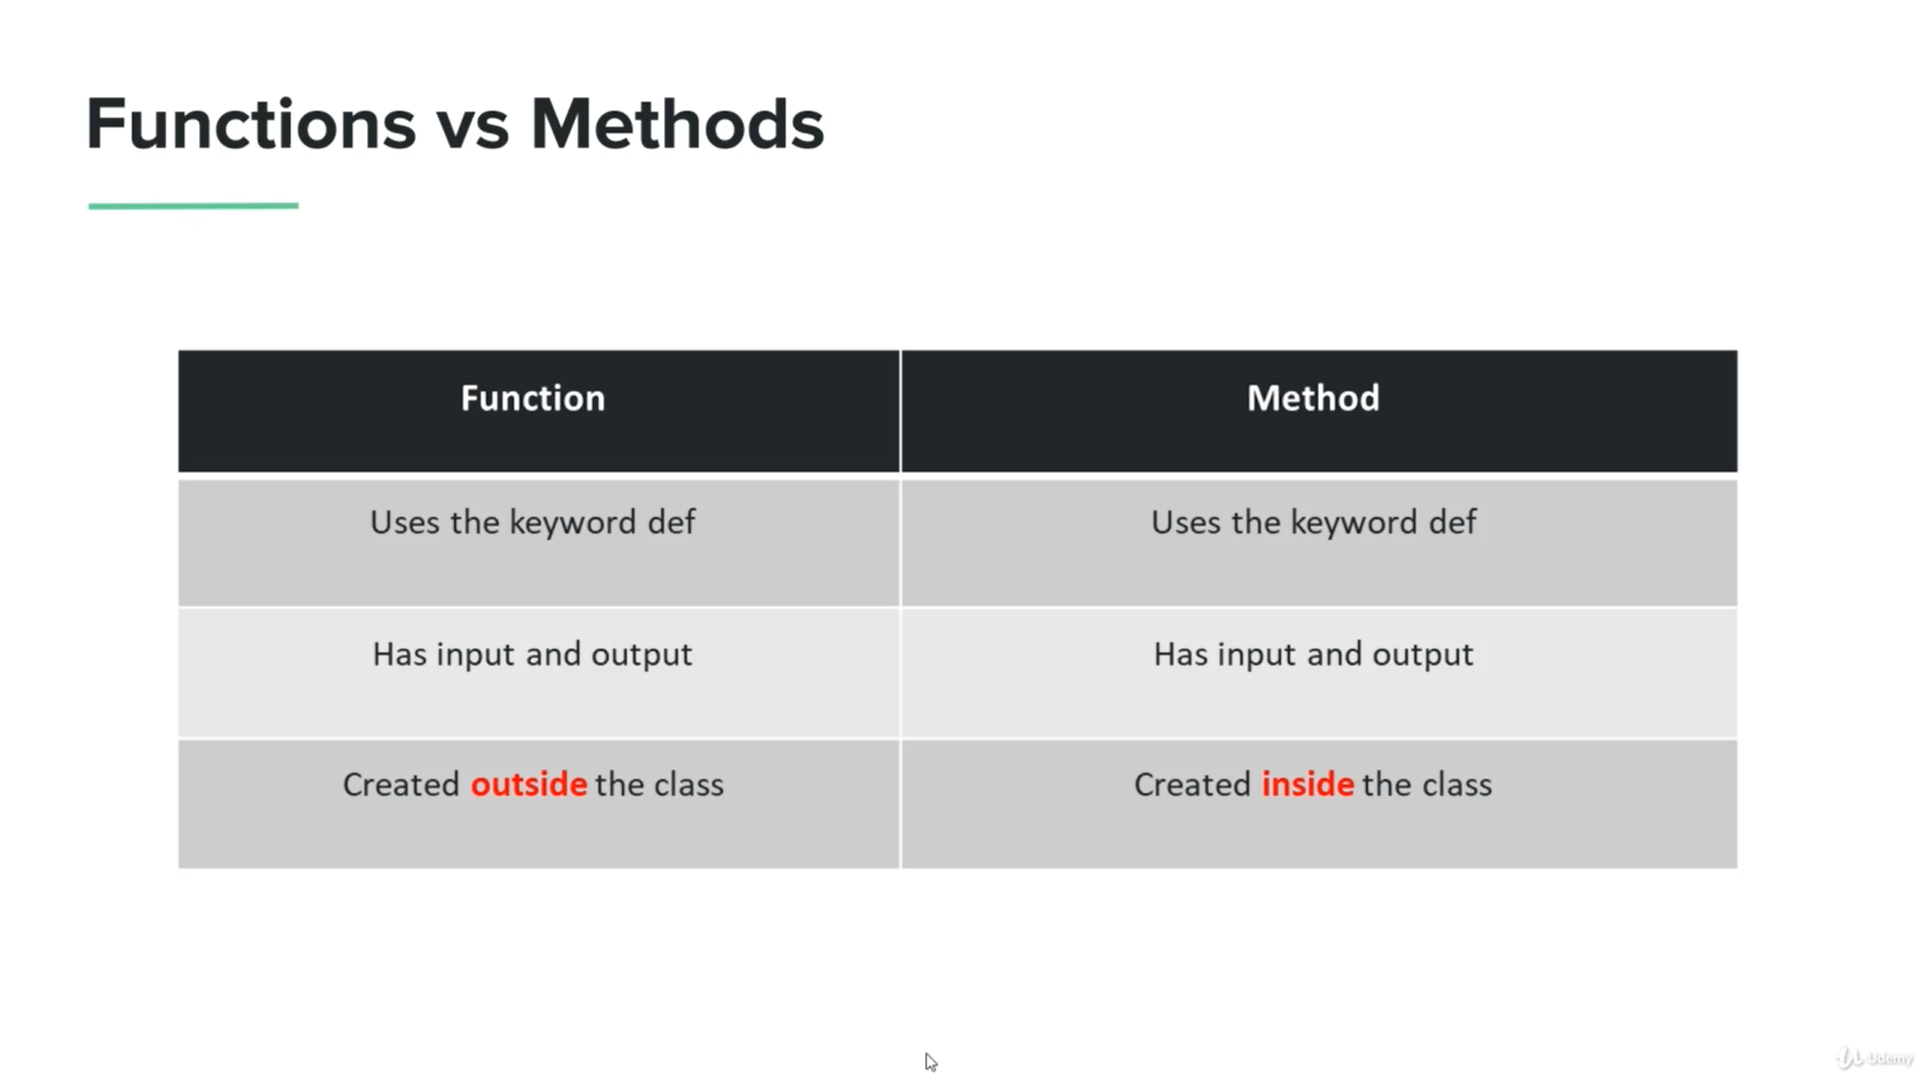 Functions vs Methods
Function
Method
Uses the keyword def
Uses the keyword def
Has input and output
Has input and output
Created outside the class
Created inside the class
Udemy